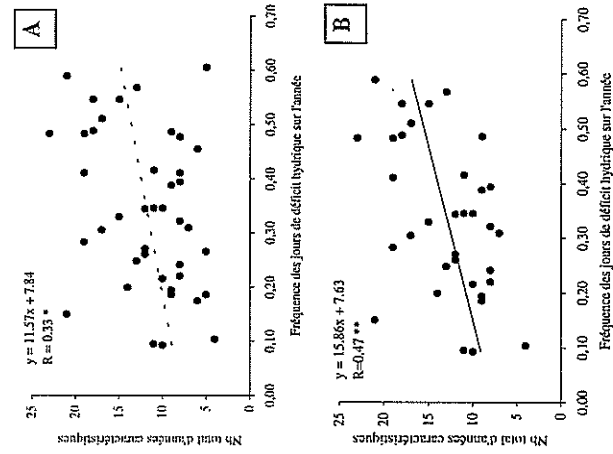 A
y = 11.57x + 7.84
R = 0.33 *
Nb total d'années caractéristiques
25
20
15
10
5
0
0,00
0,10
0,20
0,30
0,40
0,50
0,60
0,70
Fréquence des jours de déficit hydrique sur l'année
B
y = 15.86x + 7.63
R=0.47 **
Nb total d'années caractéristiques
25
20
15
10
5
0
0,00
0,10
0,20
0,30
0,40
0,50
0,60
0,70
Fréquence des jours de déficit hydrique sur l'année